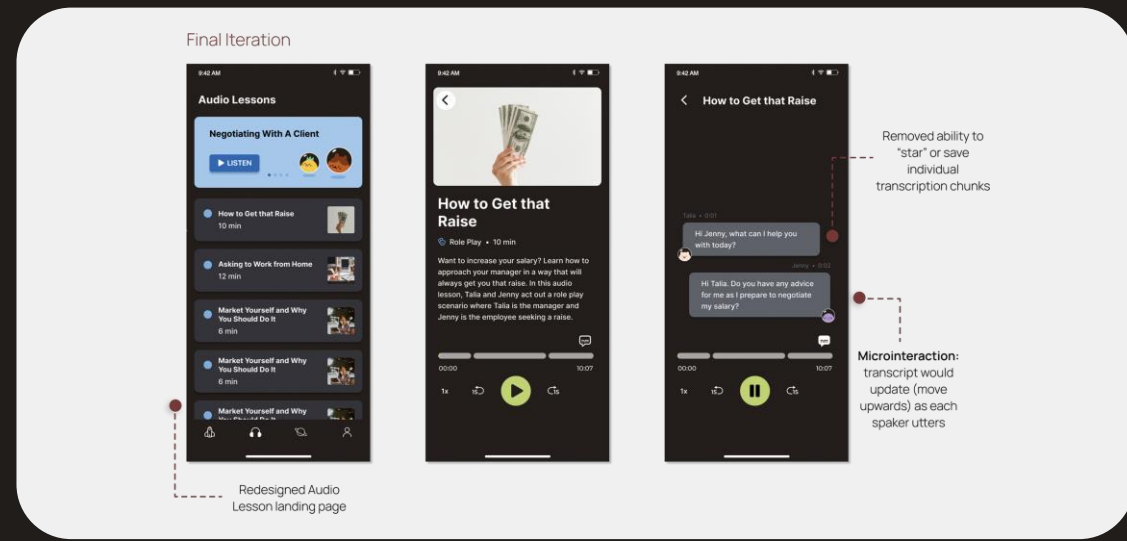 Final Iteration
9:42 AM
Audio Lessons
Negotiating With A Client
LISTEN
How to Get that Raise
10 min
Asking to Work from Home
12 min
Market Yourself and Why
You Should Do It
6 min
Market Yourself and Why
You Should Do It
6 min
Market Yourself and Why
You Should Do It
Redesigned Audio
Lesson landing page
9:42 AM
How to Get that
Raise
Role Play • 10 min
Want to increase your salary? Learn how to
approach your manager in a way that will
always get you that raise. In this audio
lesson, Talia and Jenny act out a role play
scenario where Talia is the manager and
Jenny is the employee seeking a raise.
00:00 10:07
1x 15 15
9:42 AM
How to Get that Raise
Talia • 0:01
Hi Jenny, what can I help you
with today?
Jenny • 0:02
Hi Talia. Do you have any advice
for me as I prepare to negotiate
my salary?
00:00 10:07
1x 15 15
Removed ability to
"star" or save
individual
transcription chunks
Microinteraction:
transcript would
update (move
upwards) as each
spaker utters